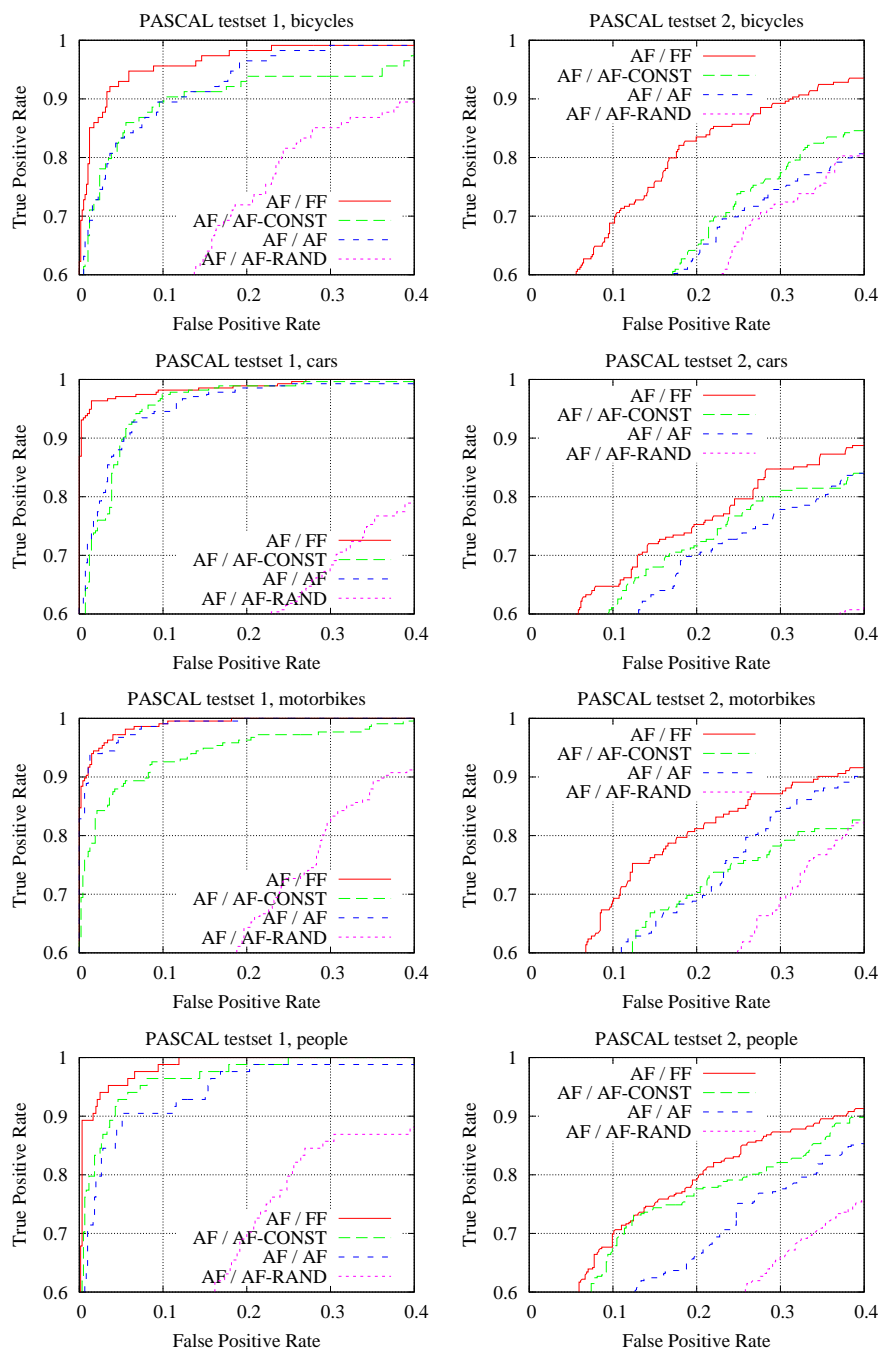 PASCAL testset 1, bicycles
1
0.9
0.8
0.7
0.6
True Positive Rate
AF / FF
AF / AF-CONST
AF / AF
AF / AF-RAND
0 0.1 0.2 0.3 0.4
False Positive Rate
PASCAL testset 2, bicycles
1
0.9
0.8
0.7
0.6
True Positive Rate
AF / FF
AF / AF-CONST
AF / AF
AF / AF-RAND
0 0.1 0.2 0.3 0.4
False Positive Rate
PASCAL testset 1, cars
1
0.9
0.8
0.7
0.6
True Positive Rate
AF / FF
AF / AF-CONST
AF / AF
AF / AF-RAND
0 0.1 0.2 0.3 0.4
False Positive Rate
PASCAL testset 2, cars
1
0.9
0.8
0.7
0.6
True Positive Rate
AF / FF
AF / AF-CONST
AF / AF
AF / AF-RAND
0 0.1 0.2 0.3 0.4
False Positive Rate
PASCAL testset 1, motorbikes
1
0.9
0.8
0.7
0.6
True Positive Rate
AF / FF
AF / AF-CONST
AF / AF
AF / AF-RAND
0 0.1 0.2 0.3 0.4
False Positive Rate
PASCAL testset 2, motorbikes
1
0.9
0.8
0.7
0.6
True Positive Rate
AF / FF
AF / AF-CONST
AF / AF
AF / AF-RAND
0 0.1 0.2 0.3 0.4
False Positive Rate
PASCAL testset 1, people
1
0.9
0.8
0.7
0.6
True Positive Rate
AF / FF
AF / AF-CONST
AF / AF
AF / AF-RAND
0 0.1 0.2 0.3 0.4
False Positive Rate
PASCAL testset 2, people
1
0.9
0.8
0.7
0.6
True Positive Rate
AF / FF
AF / AF-CONST
AF / AF
AF / AF-RAND
0 0.1 0.2 0.3 0.4
False Positive Rate